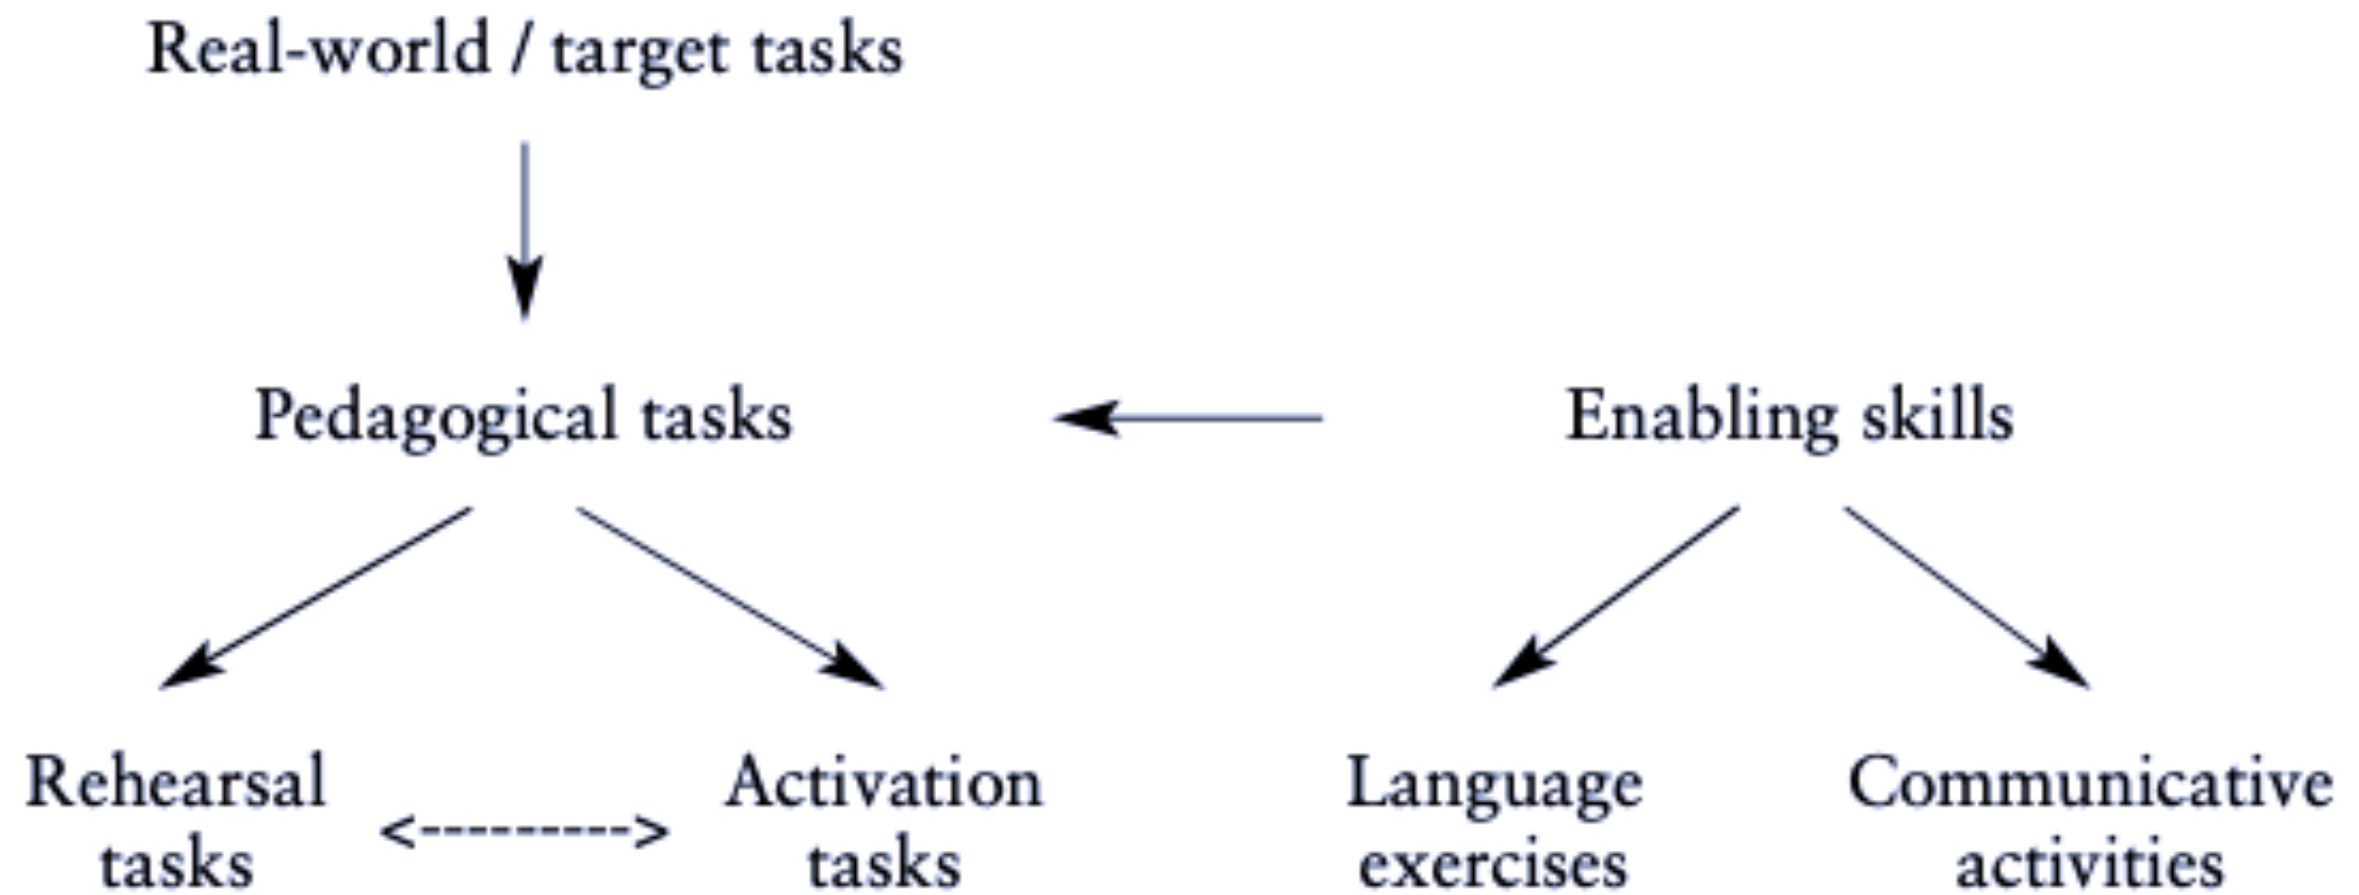 Real-world / target tasks
Pedagogical tasks
Enabling skills
Rehearsal
tasks
Activation
tasks
Language
exercises
Communicative
activities